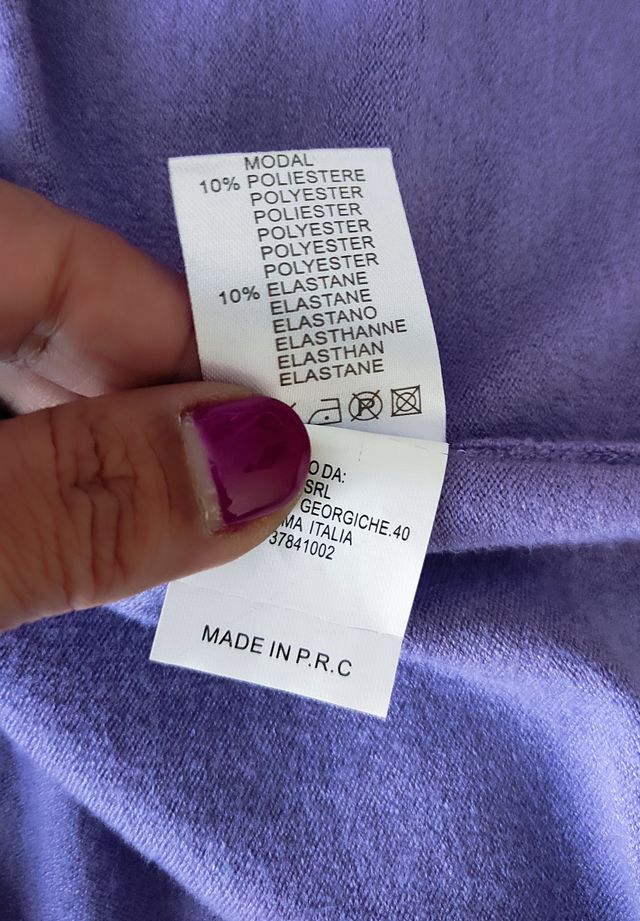 MODAL
10% POLIESTERE
POLYESTER
POLIESTER
POLYESTER
POLYESTER
POLYESTER
10% ELASTANE
ELASTANE
ELASTANO
ELASTHANNE
ELASTHAN
ELASTANE
DA:
SRL
GEORGICHE.40
ITALIA
37841002
MADE IN P.R.C